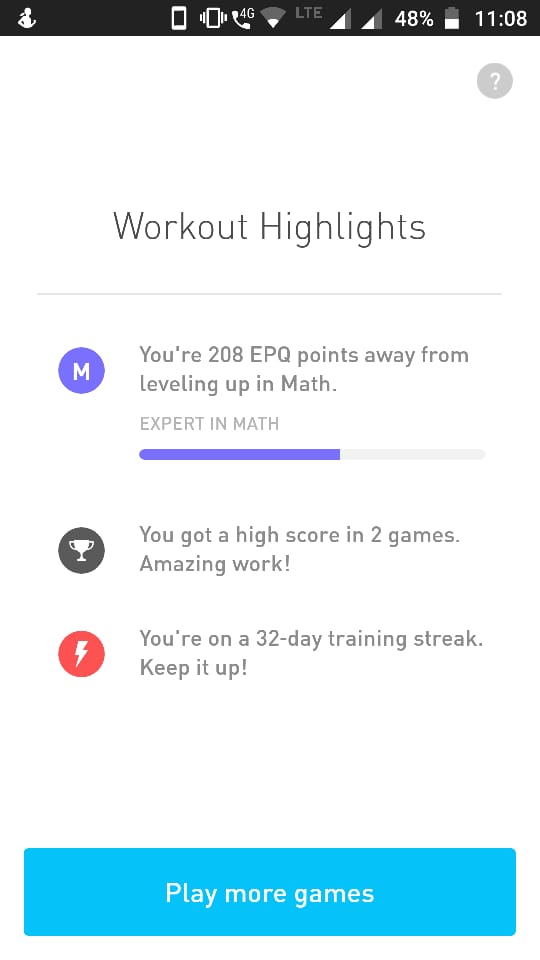 4G LTE 48% 11:08
?
Workout Highlights
M
You're 208 EPQ points away from
leveling up in Math.
EXPERT IN MATH
You got a high score in 2 games.
Amazing work!
You're on a 32-day training streak.
Keep it up!
Play more games